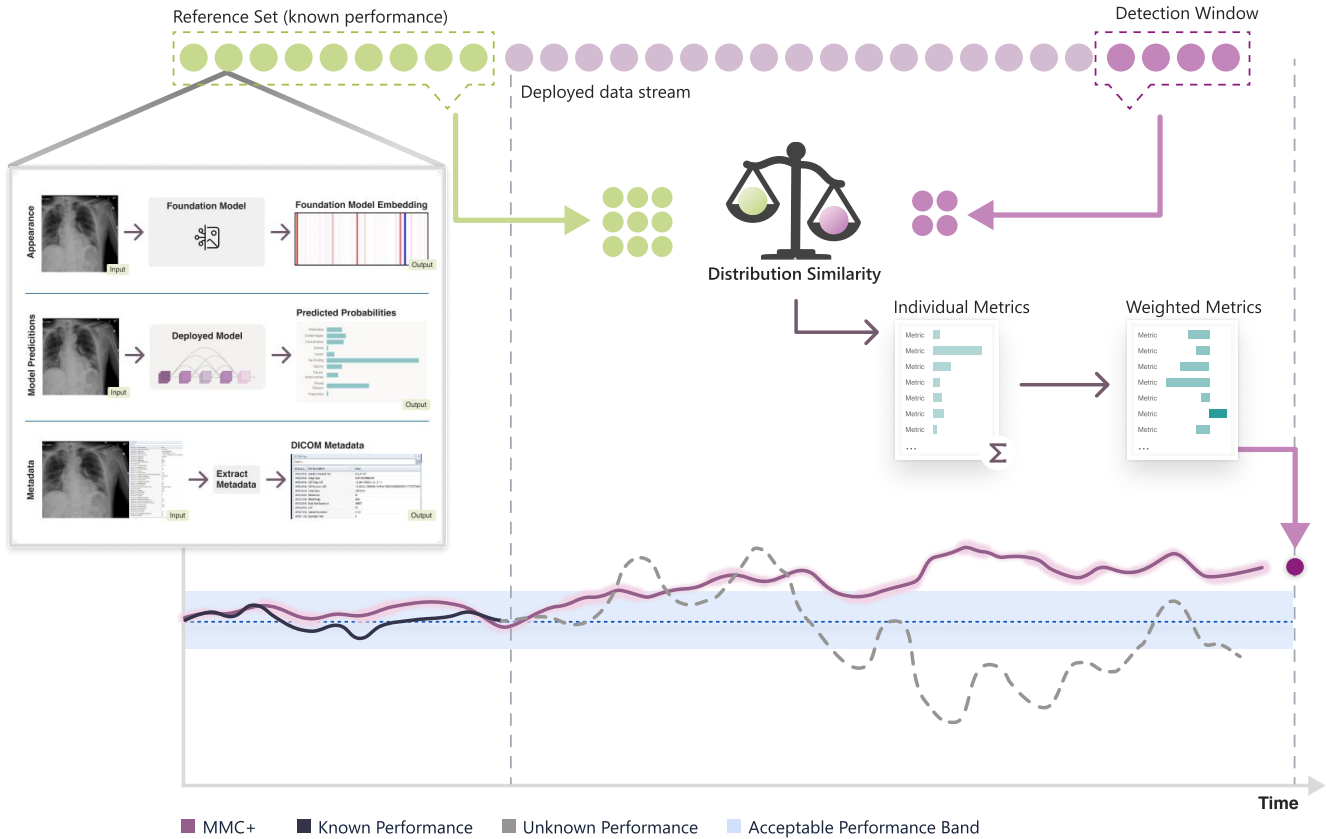 Reference Set (known performance)
Detection Window
Deployed data stream
Appearance
Input
Foundation Model
Foundation Model Embedding
Output
Model Predicitions
Input
Deployed Model
Predicted Probabilities
Output
Metadata
Input
Extract
Metadata
DICOM Metadata
Output
Distribution Similarity
Individual Metrics
Metric
Metric
Metric
Metric
Metric
Metric
Metric
...
Σ
Weighted Metrics
Metric
Metric
Metric
Metric
Metric
Metric
Metric
...
Time
MMC+
Known Performance
Unknown Performance
Acceptable Performance Band